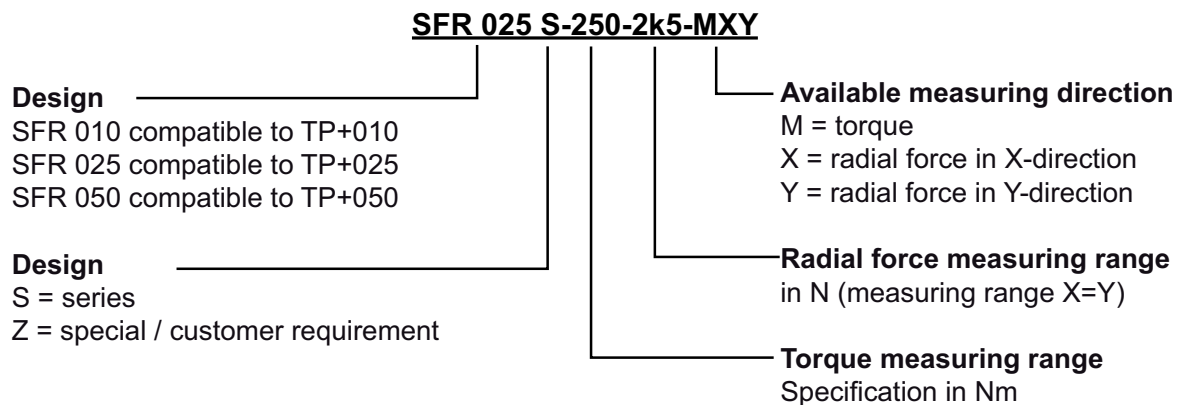 SFR 025 S-250-2k5-MXY
Design
SFR 010 compatible to TP+010
SFR 025 compatible to TP+025
SFR 050 compatible to TP+050
Design
S = series
Z = special / customer requirement
Available measuring direction
M = torque
X = radial force in X-direction
Y = radial force in Y-direction
Radial force measuring range
in N (measuring range X=Y)
Torque measuring range
Specification in Nm